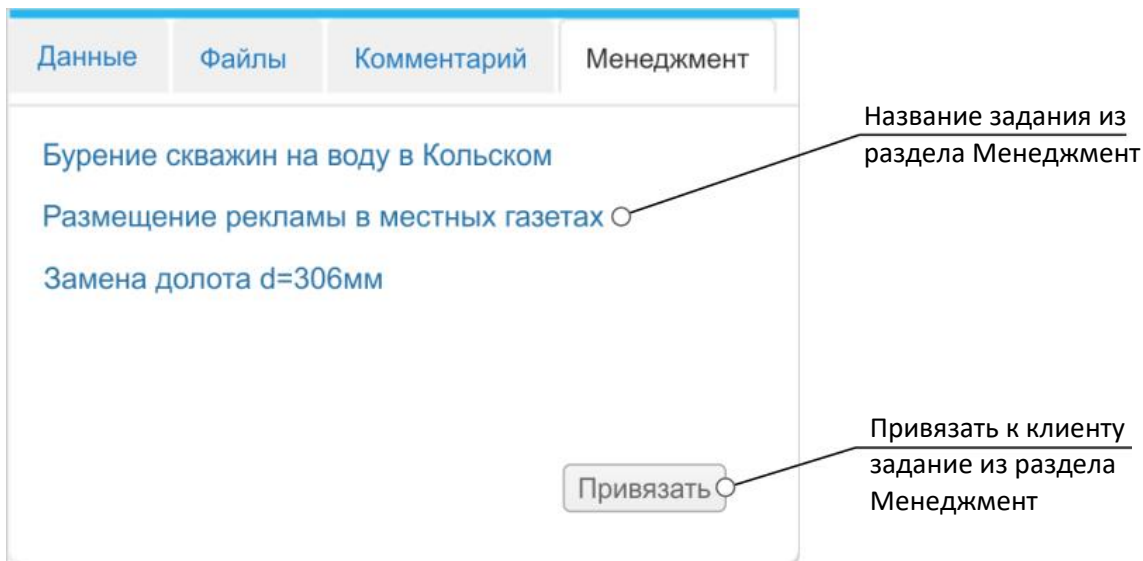 Данные Файлы Комментарий Менеджмент
Название задания из
раздела Менеджмент
Бурение скважин на воду в Кольском
Размещение рекламы в местных газетах
Замена долота d=306мм
Привязать к клиенту
задание из раздела
Менеджмент
Привязать